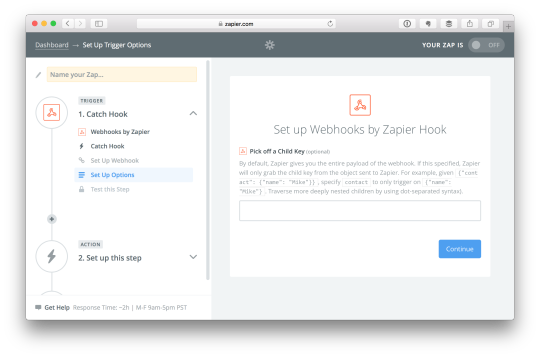 zapier.com
Dashboard → Set Up Trigger Options
YOUR ZAP IS OFF
Name your Zap...
TRIGGER
1. Catch Hook
Webhooks by Zapier
Catch Hook
Set Up Webhook
Set Up Options
Test this Step
ACTION
2. Set up this step
Get Help Response Time: ~2h | M-F 9am-5pm PST
Set up Webhooks by Zapier Hook
Pick off a Child Key (optional)
By default, Zapier gives you the entire payload of the webhook. If this specified, Zapier
will only grab the child key from the object sent to Zapier. For example, given {"cont
act": {"name": "Mike"}}, specify contact to only trigger on {"name":
"Mike"} . Traverse more deeply nested children by using dot-separated syntax).
Continue